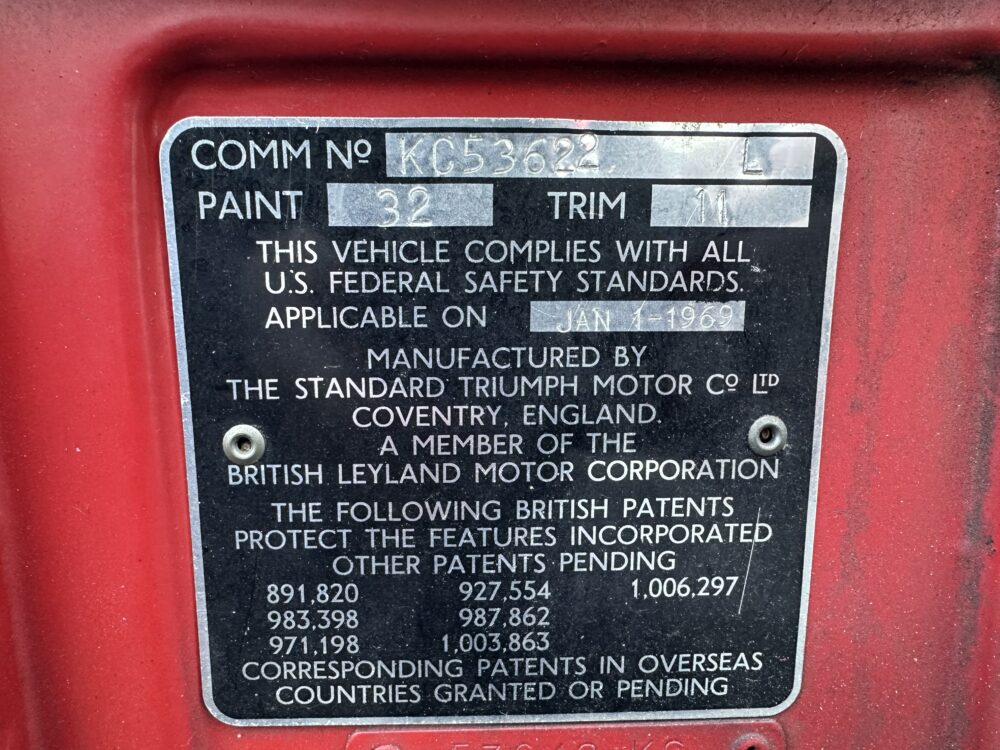 COMM Nº KC53622 L
PAINT 32 TRIM 11
THIS VEHICLE COMPLIES WITH ALL
U.S. FEDERAL SAFETY STANDARDS.
APPLICABLE ON JAN 1-1969
MANUFACTURED BY
THE STANDARD TRIUMPH MOTOR Cº LTD
COVENTRY, ENGLAND.
A MEMBER OF THE
BRITISH LEYLAND MOTOR CORPORATION
THE FOLLOWING BRITISH PATENTS
PROTECT THE FEATURES INCORPORATED
OTHER PATENTS PENDING
891,820 927,554 1,006,297
983,398 987,862
971,198 1,003,863
CORRESPONDING PATENTS IN OVERSEAS
COUNTRIES GRANTED OR PENDING